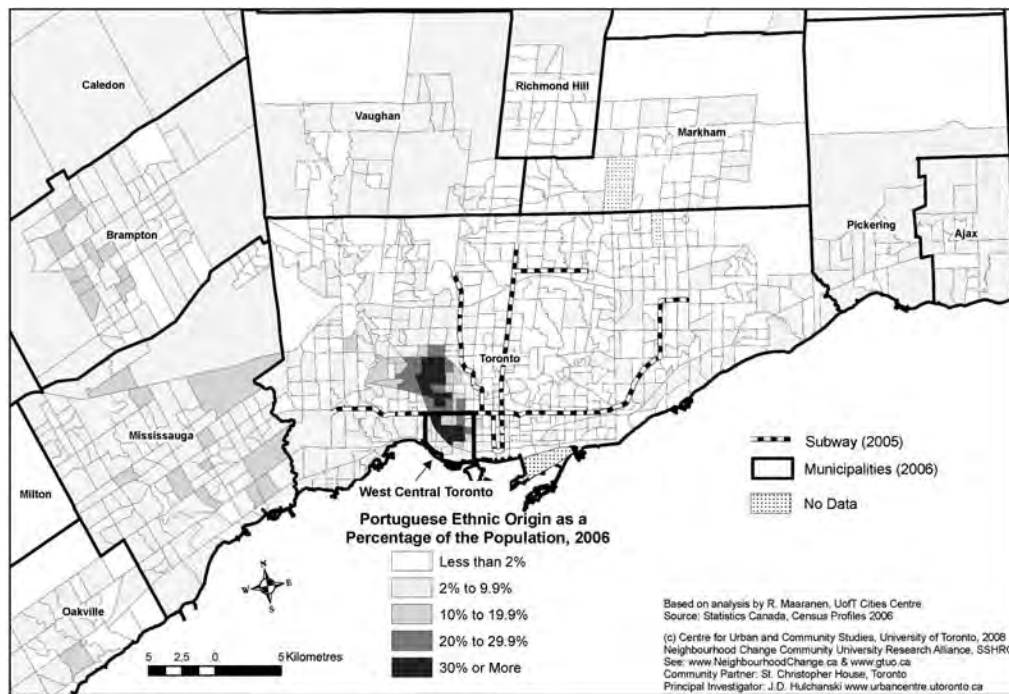 Caledon
Vaughan
Richmond Hill
Markham
Brampton
Pickering
Ajax
Toronto
Mississauga
Milton
West Central Toronto
Oakville
Subway (2005)
Municipalities (2006)
No Data
Portuguese Ethnic Origin as a
Percentage of the Population, 2006
Less than 2%
2% to 9.9%
10% to 19.9%
20% to 29.9%
30% or More
N
W E
S
5 2.5 0 5 Kilometres
Based on analysis by R. Maaranen, UofT Cities Centre
Source: Statistics Canada, Census Profiles 2006
(c) Centre for Urban and Community Studies, University of Toronto, 2008
Neighbourhood Change Community University Research Alliance, SSHRC
See: www.NeighbourhoodChange.ca & www.gtuo.ca
Community Partner: St. Christopher House, Toronto
Principal Investigator: J.D. Hulchanski www.urbancentre.utoronto.ca